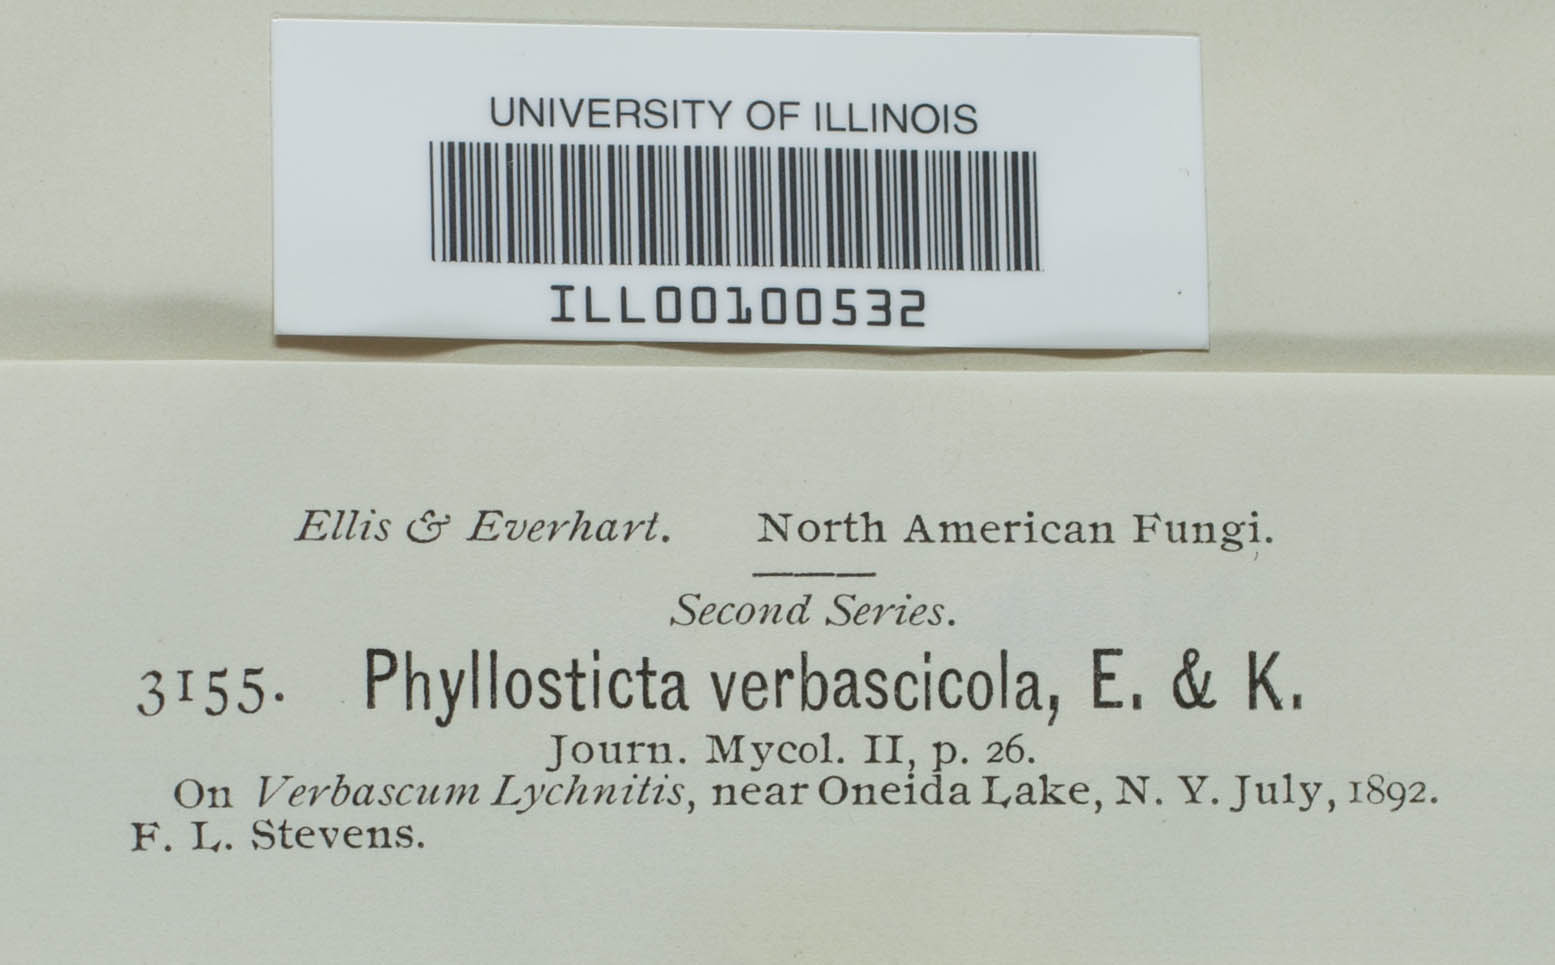 UNIVERSITY OF ILLINOIS
ILL00100532
Ellis & Everhart. North American Fungi.
Second Series.
3155. Phyllosticta verbascicola, E. & K.
Journ. Mycol. II, p. 26.
On Verbascum Lychnitis, near Oneida Lake, N. Y. July, 1892.
F. L. Stevens.